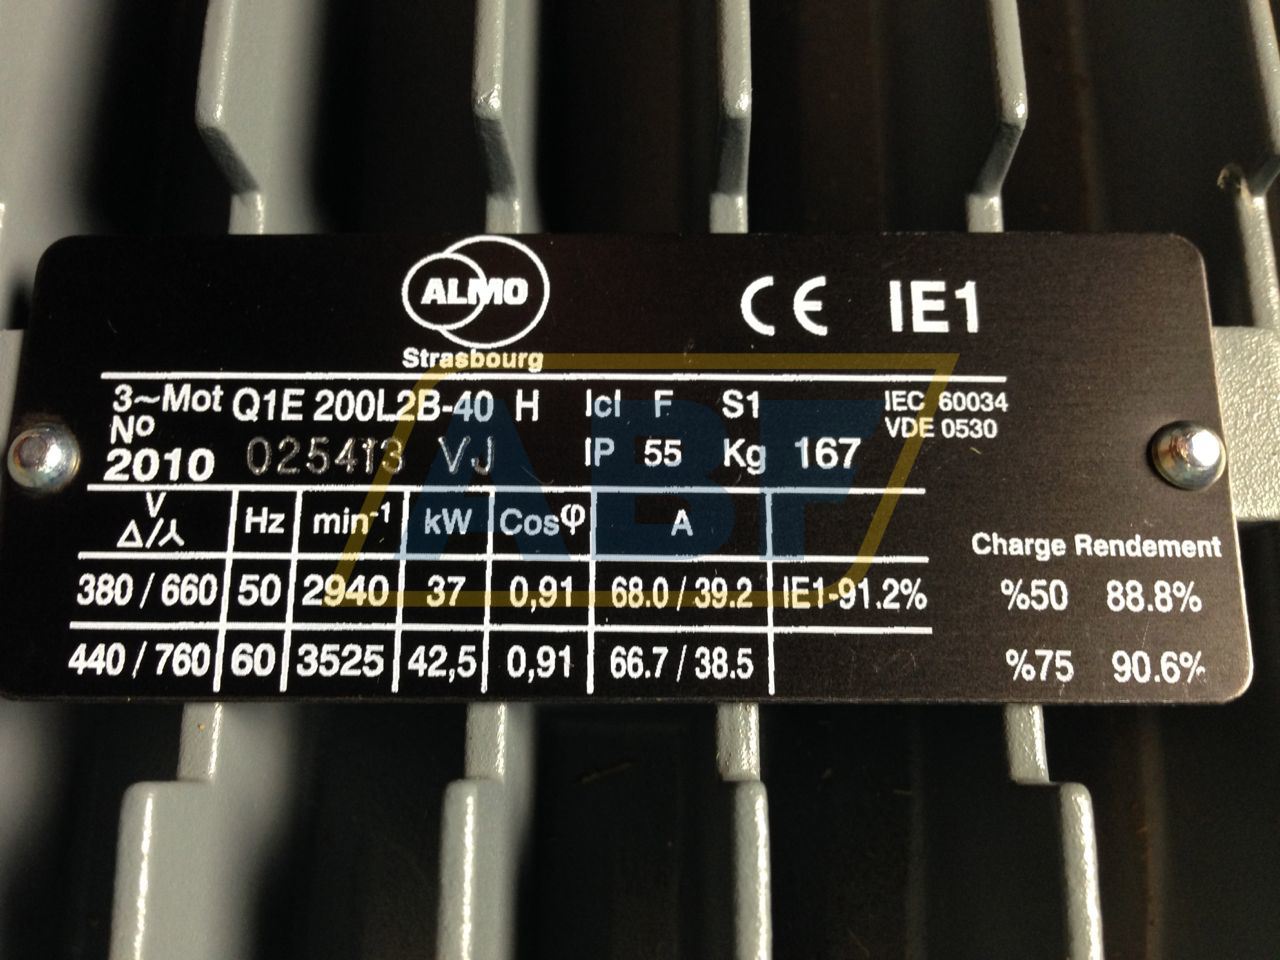 ALMO
Strasbourg
CE IE1
3~Mot Q1E 200L2B-40 H Icl F S1 IEC 60034
No VDE 0530
2010 025413 VJ IP 55 Kg 167
V
Δ/⅄ Hz min-1 kW Cosφ A
Charge Rendement
380 / 660 50 2940 37 0,91 68.0 / 39.2 IE1-91.2% %50 88.8%
440 / 760 60 3525 42,5 0,91 66.7 / 38.5 %75 90.6%
ABF